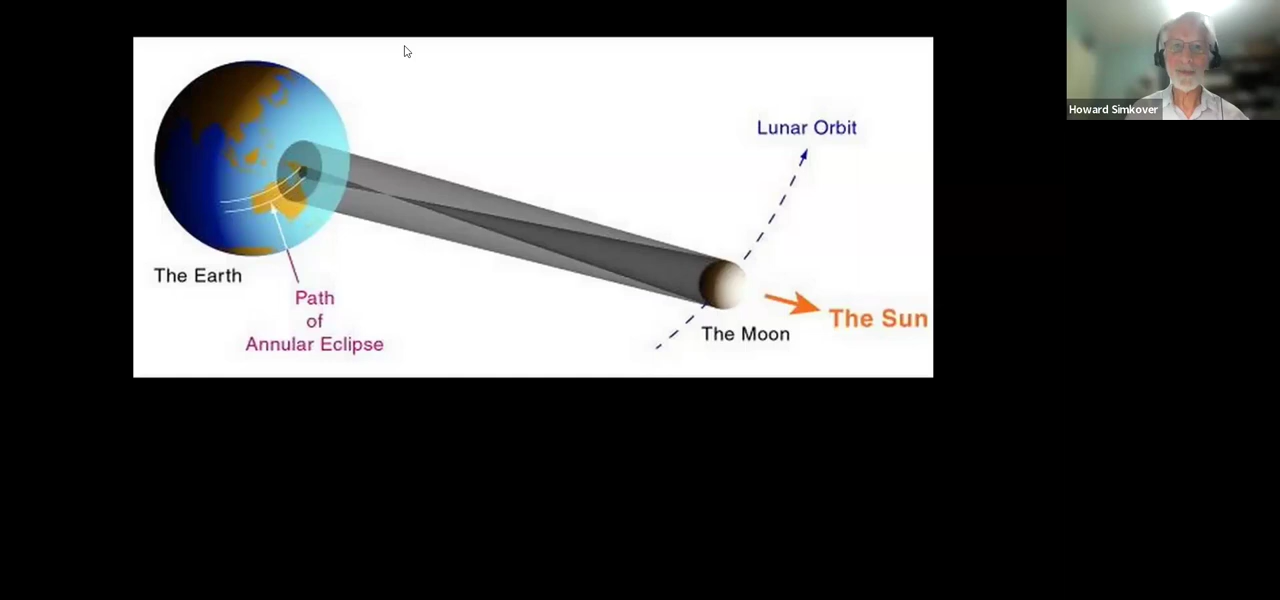 Howard Simkover
Lunar Orbit
The Earth
Path
of
Annular Eclipse
The Moon
The Sun